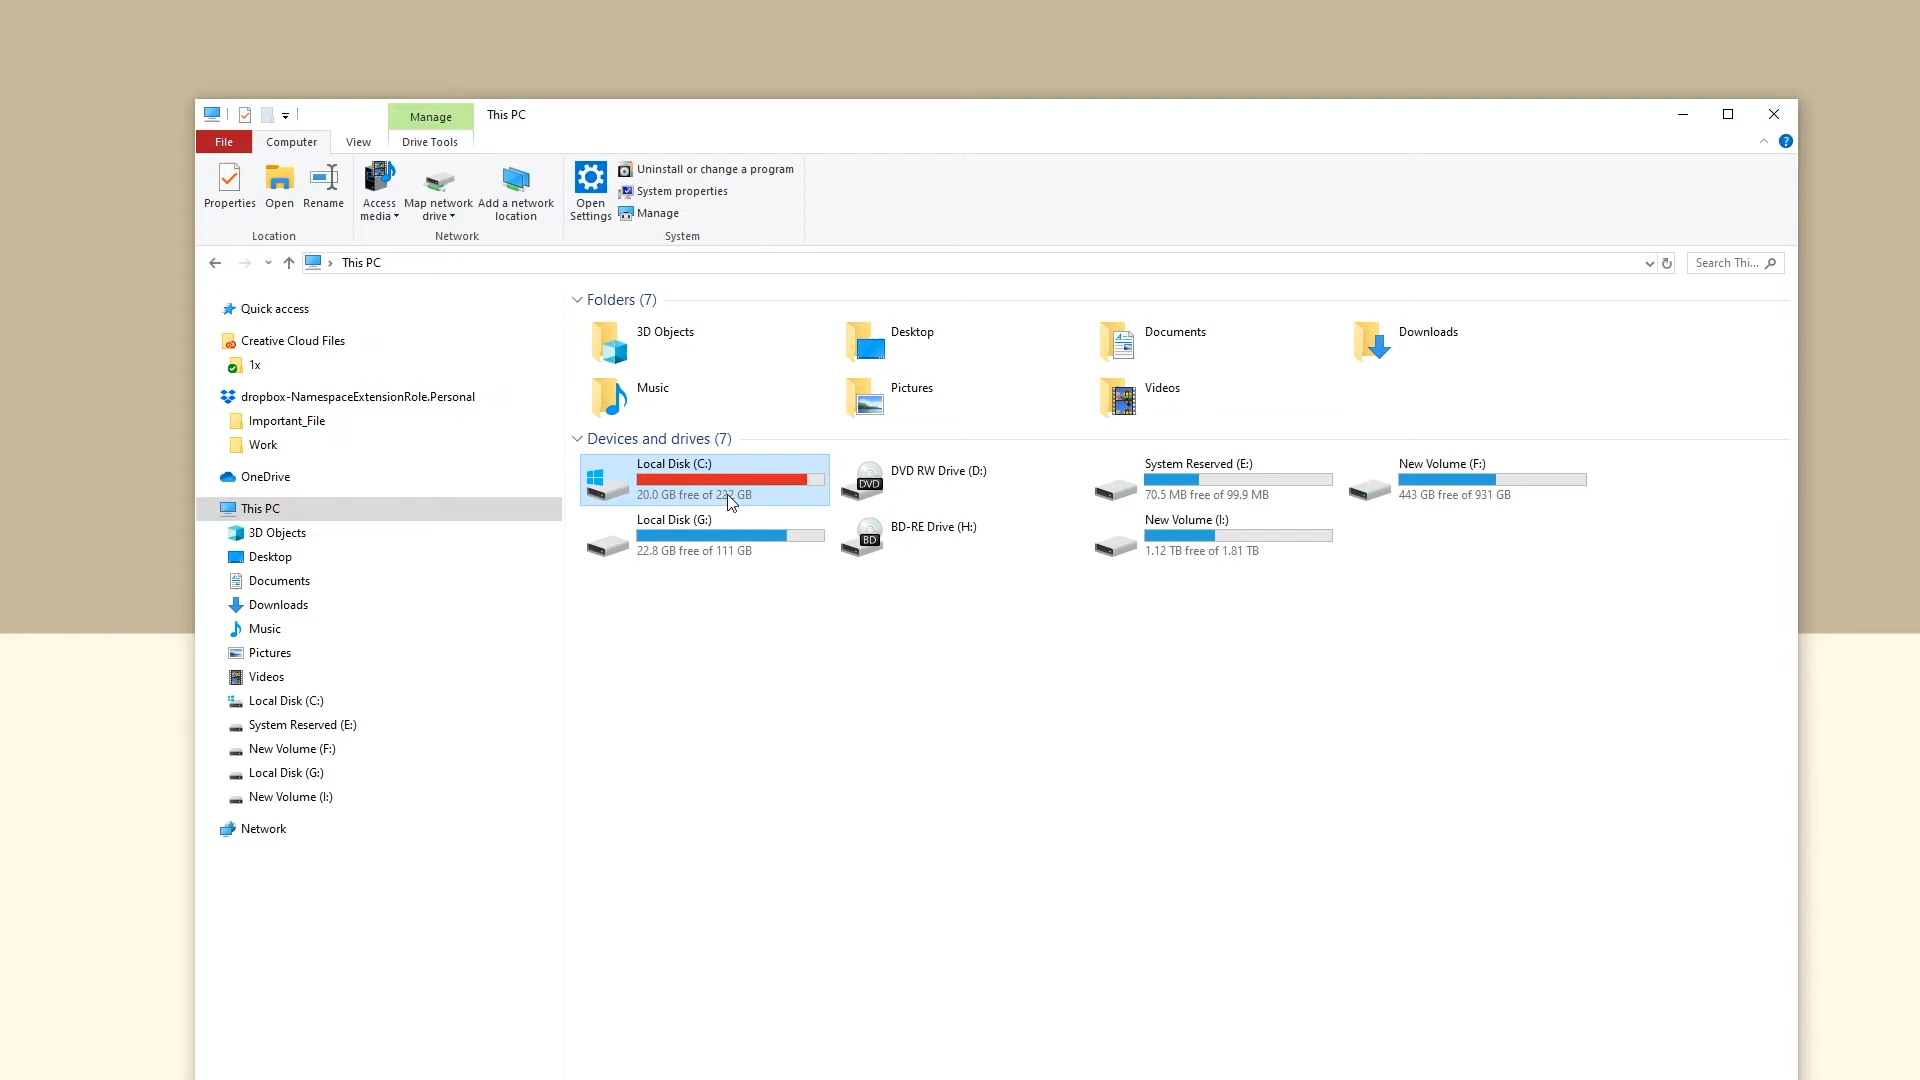 Manage
This PC
File
Computer
View
Drive Tools
Properties
Open
Rename
Access media
Map network drive
Add a network location
Open Settings
Uninstall or change a program
System properties
Manage
Location
Network
System
This PC
Search Thi...
Quick access
Creative Cloud Files
1x
dropbox-NamespaceExtensionRole.Personal
Important_File
Work
OneDrive
This PC
3D Objects
Desktop
Documents
Downloads
Music
Pictures
Videos
Local Disk (C:)
System Reserved (E:)
New Volume (F:)
Local Disk (G:)
New Volume (I:)
Network
Folders (7)
3D Objects
Desktop
Documents
Downloads
Music
Pictures
Videos
Devices and drives (7)
Local Disk (C:)
20.0 GB free of 222 GB
DVD
DVD RW Drive (D:)
System Reserved (E:)
70.5 MB free of 99.9 MB
New Volume (F:)
443 GB free of 931 GB
Local Disk (G:)
22.8 GB free of 111 GB
BD
BD-RE Drive (H:)
New Volume (I:)
1.12 TB free of 1.81 TB